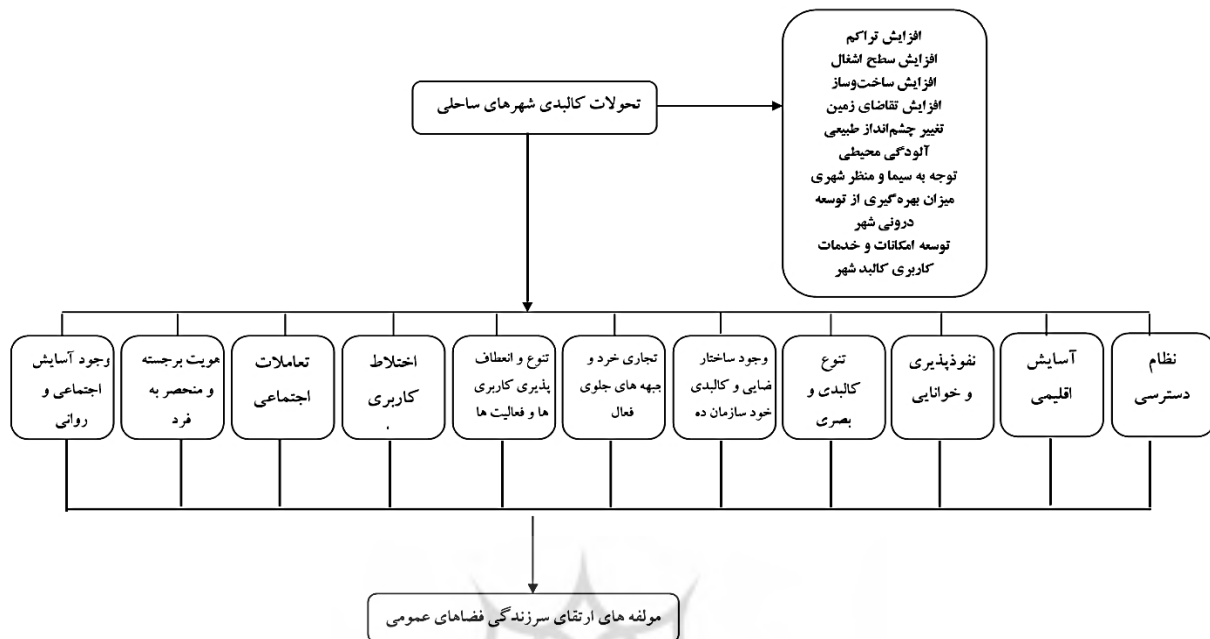 افزایش تراکم
افزایش سطح اشغال
افزایش ساخت‌وساز
افزایش تقاضای زمین
تغییر چشم‌انداز طبیعی
آلودگی محیطی
توجه به سیما و منظر شهری
میزان بهره‌گیری از توسعه
درونی شهر
توسعه امکانات و خدمات
کاربری کالبد شهر
تحولات کالبدی شهرهای ساحلی
نظام
دسترسی
آسایش
اقلیمی
نفوذپذیری
و خوانایی
تنوع
کالبدی و
بصری
وجود ساختار
ضایی و کالبدی
خود سازمان ده
تجاری خرد و
جبهه های جلوی
فعال
تنوع و انعطاف
پذیری کاربری
ها و فعالیت ها
اختلاط
کاربری
تعاملات
اجتماعی
هویت برجسته
و منحصر به
فرد
وجود آسایش
اجتماعی و
روانی
مولفه های ارتقای سرزندگی فضاهای عمومی